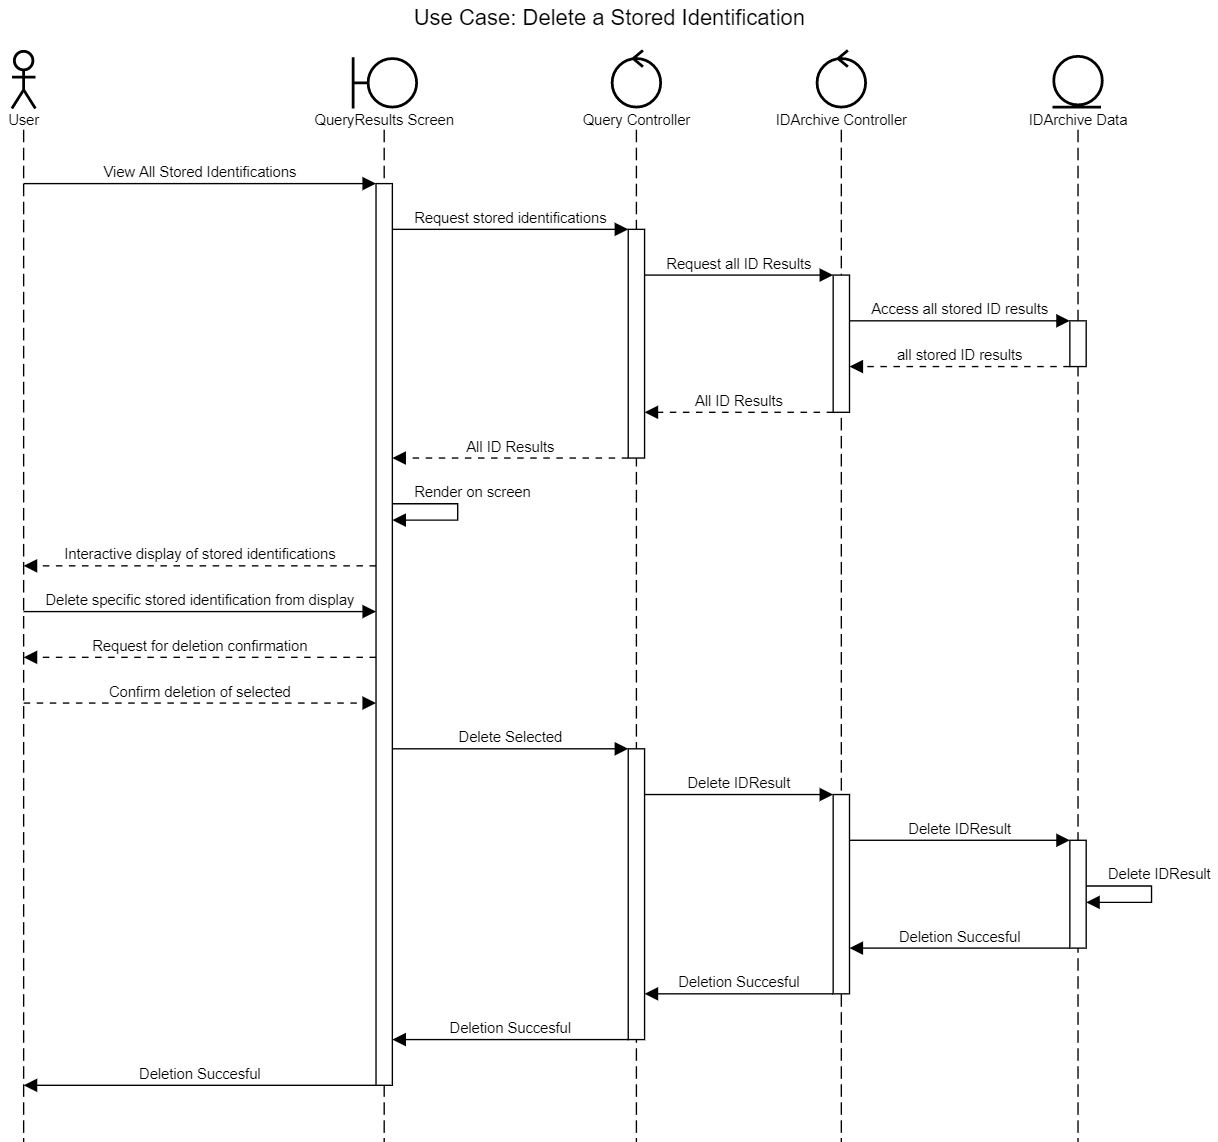 Use Case: Delete a Stored Identification
User
QueryResults Screen
Query Controller
IDArchive Controller
IDArchive Data
View All Stored Identifications
Request stored identifications
Request all ID Results
Access all stored ID results
all stored ID results
All ID Results
All ID Results
Render on screen
Interactive display of stored identifications
Delete specific stored identification from display
Request for deletion confirmation
Confirm deletion of selected
Delete Selected
Delete IDResult
Delete IDResult
Delete IDResult
Deletion Succesful
Deletion Succesful
Deletion Succesful
Deletion Succesful